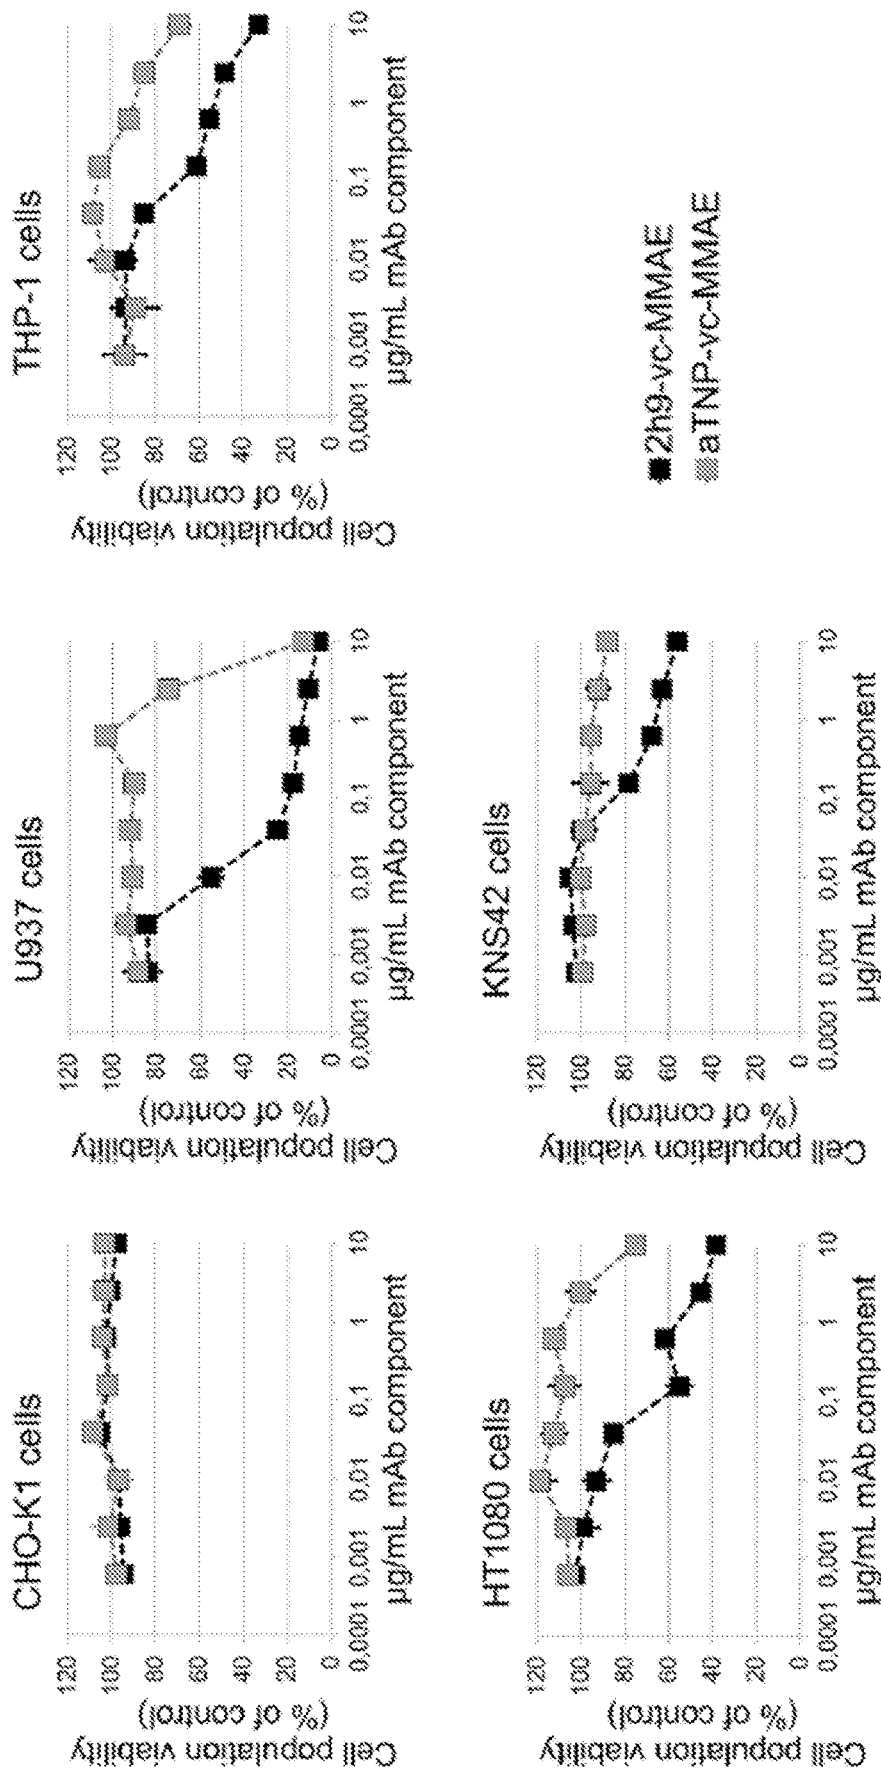 CHO-K1 cells
Cell population viability
(% of control)
120
100
80
60
40
20
0
0,0001 0,001 0,01 0,1 1 10
µg/mL mAb component
U937 cells
Cell population viability
(% of control)
120
100
80
60
40
20
0
0,0001 0,001 0,01 0,1 1 10
µg/mL mAb component
THP-1 cells
Cell population viability
(% of control)
120
100
80
60
40
20
0
0,0001 0,001 0,01 0,1 1 10
µg/mL mAb component
HT1080 cells
Cell population viability
(% of control)
120
100
80
60
40
20
0
0,0001 0,001 0,01 0,1 1 10
µg/mL mAb component
KNS42 cells
Cell population viability
(% of control)
120
100
80
60
40
20
0
0,0001 0,001 0,01 0,1 1 10
µg/mL mAb component
2h9-vc-MMAE
aTNP-vc-MMAE